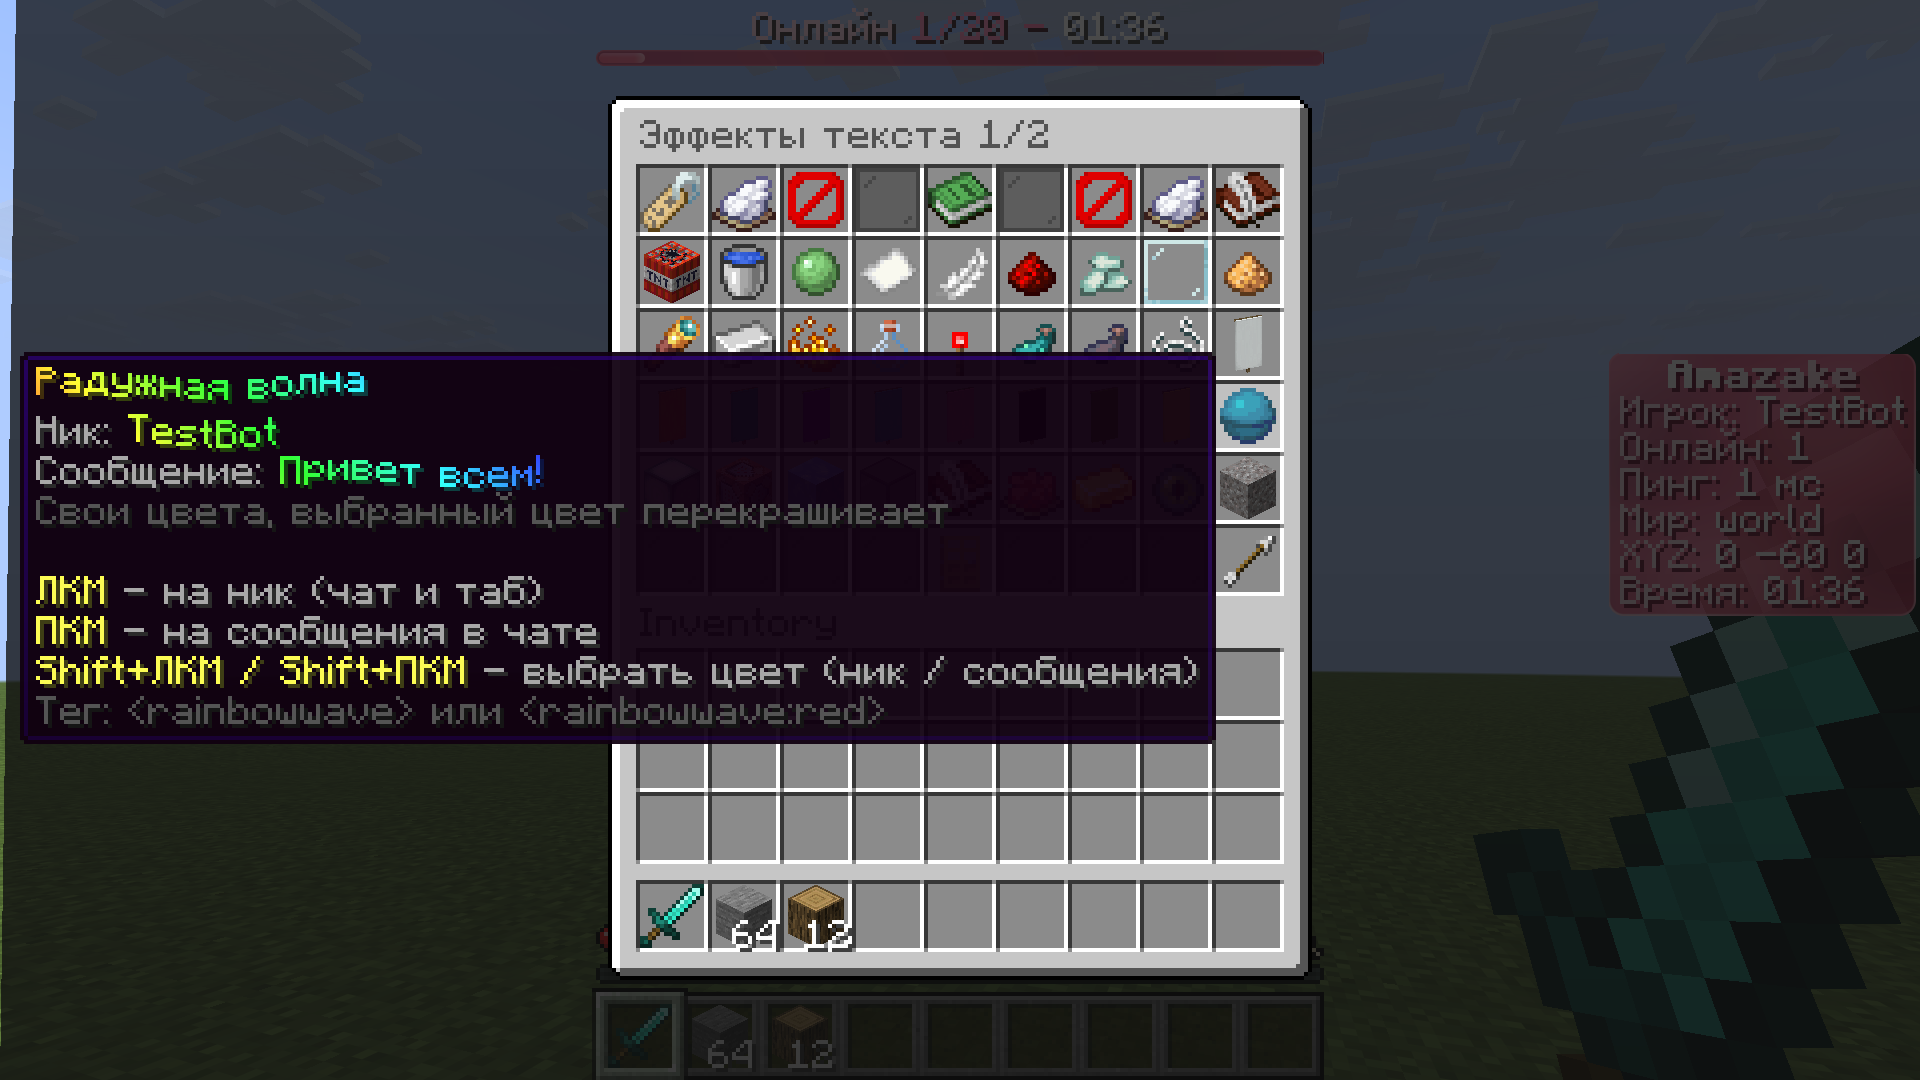 Онлайн 1/20 - 01:36
Эффекты текста 1/2
TNT TNT
Радужная волна
Ник: TestBot
Сообщение: Привет всем!
Свои цвета, выбранный цвет перекрашивает
ЛКМ - на ник (чат и таб)
ПКМ - на сообщения в чате
Shift+ЛКМ / Shift+ПКМ - выбрать цвет (ник / сообщения)
Тег: <rainbowwave> или <rainbowwave:red>
Inventory
Amazake
Игрок: TestBot
Онлайн: 1
Пинг: 1 мс
Мир: world
XYZ: 0 -60 0
Время: 01:36
64 12
64 12